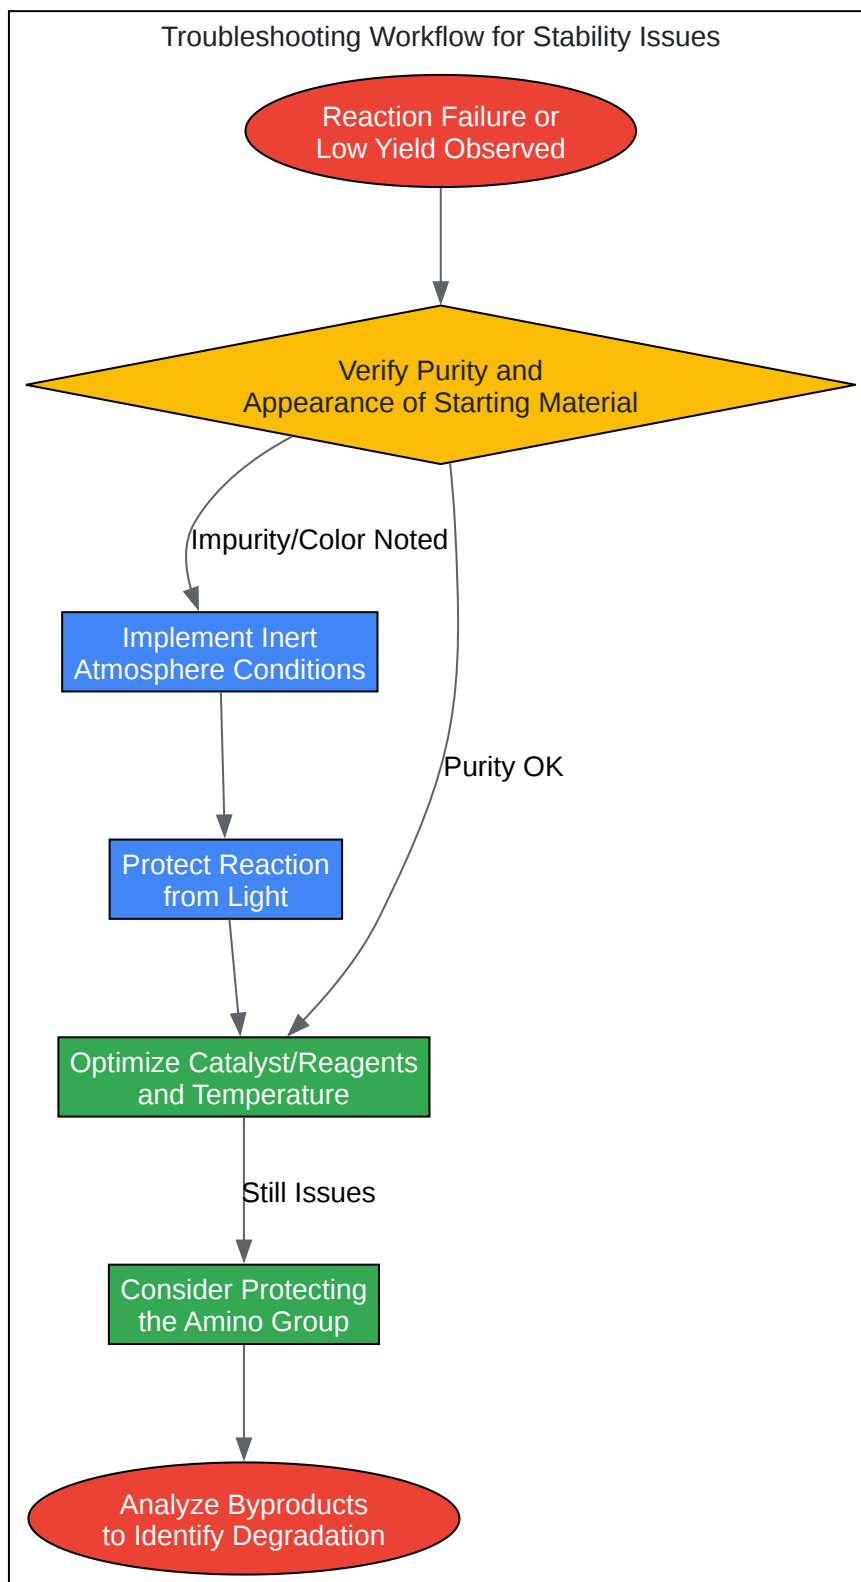 Troubleshooting Workflow for Stability Issues
Reaction Failure or
Low Yield Observed
Verify Purity and
Appearance of Starting Material
Impurity/Color Noted
Implement Inert
Atmosphere Conditions
Purity OK
Protect Reaction
from Light
Optimize Catalyst/Reagents
and Temperature
Still Issues
Consider Protecting
the Amino Group
Analyze Byproducts
to Identify Degradation